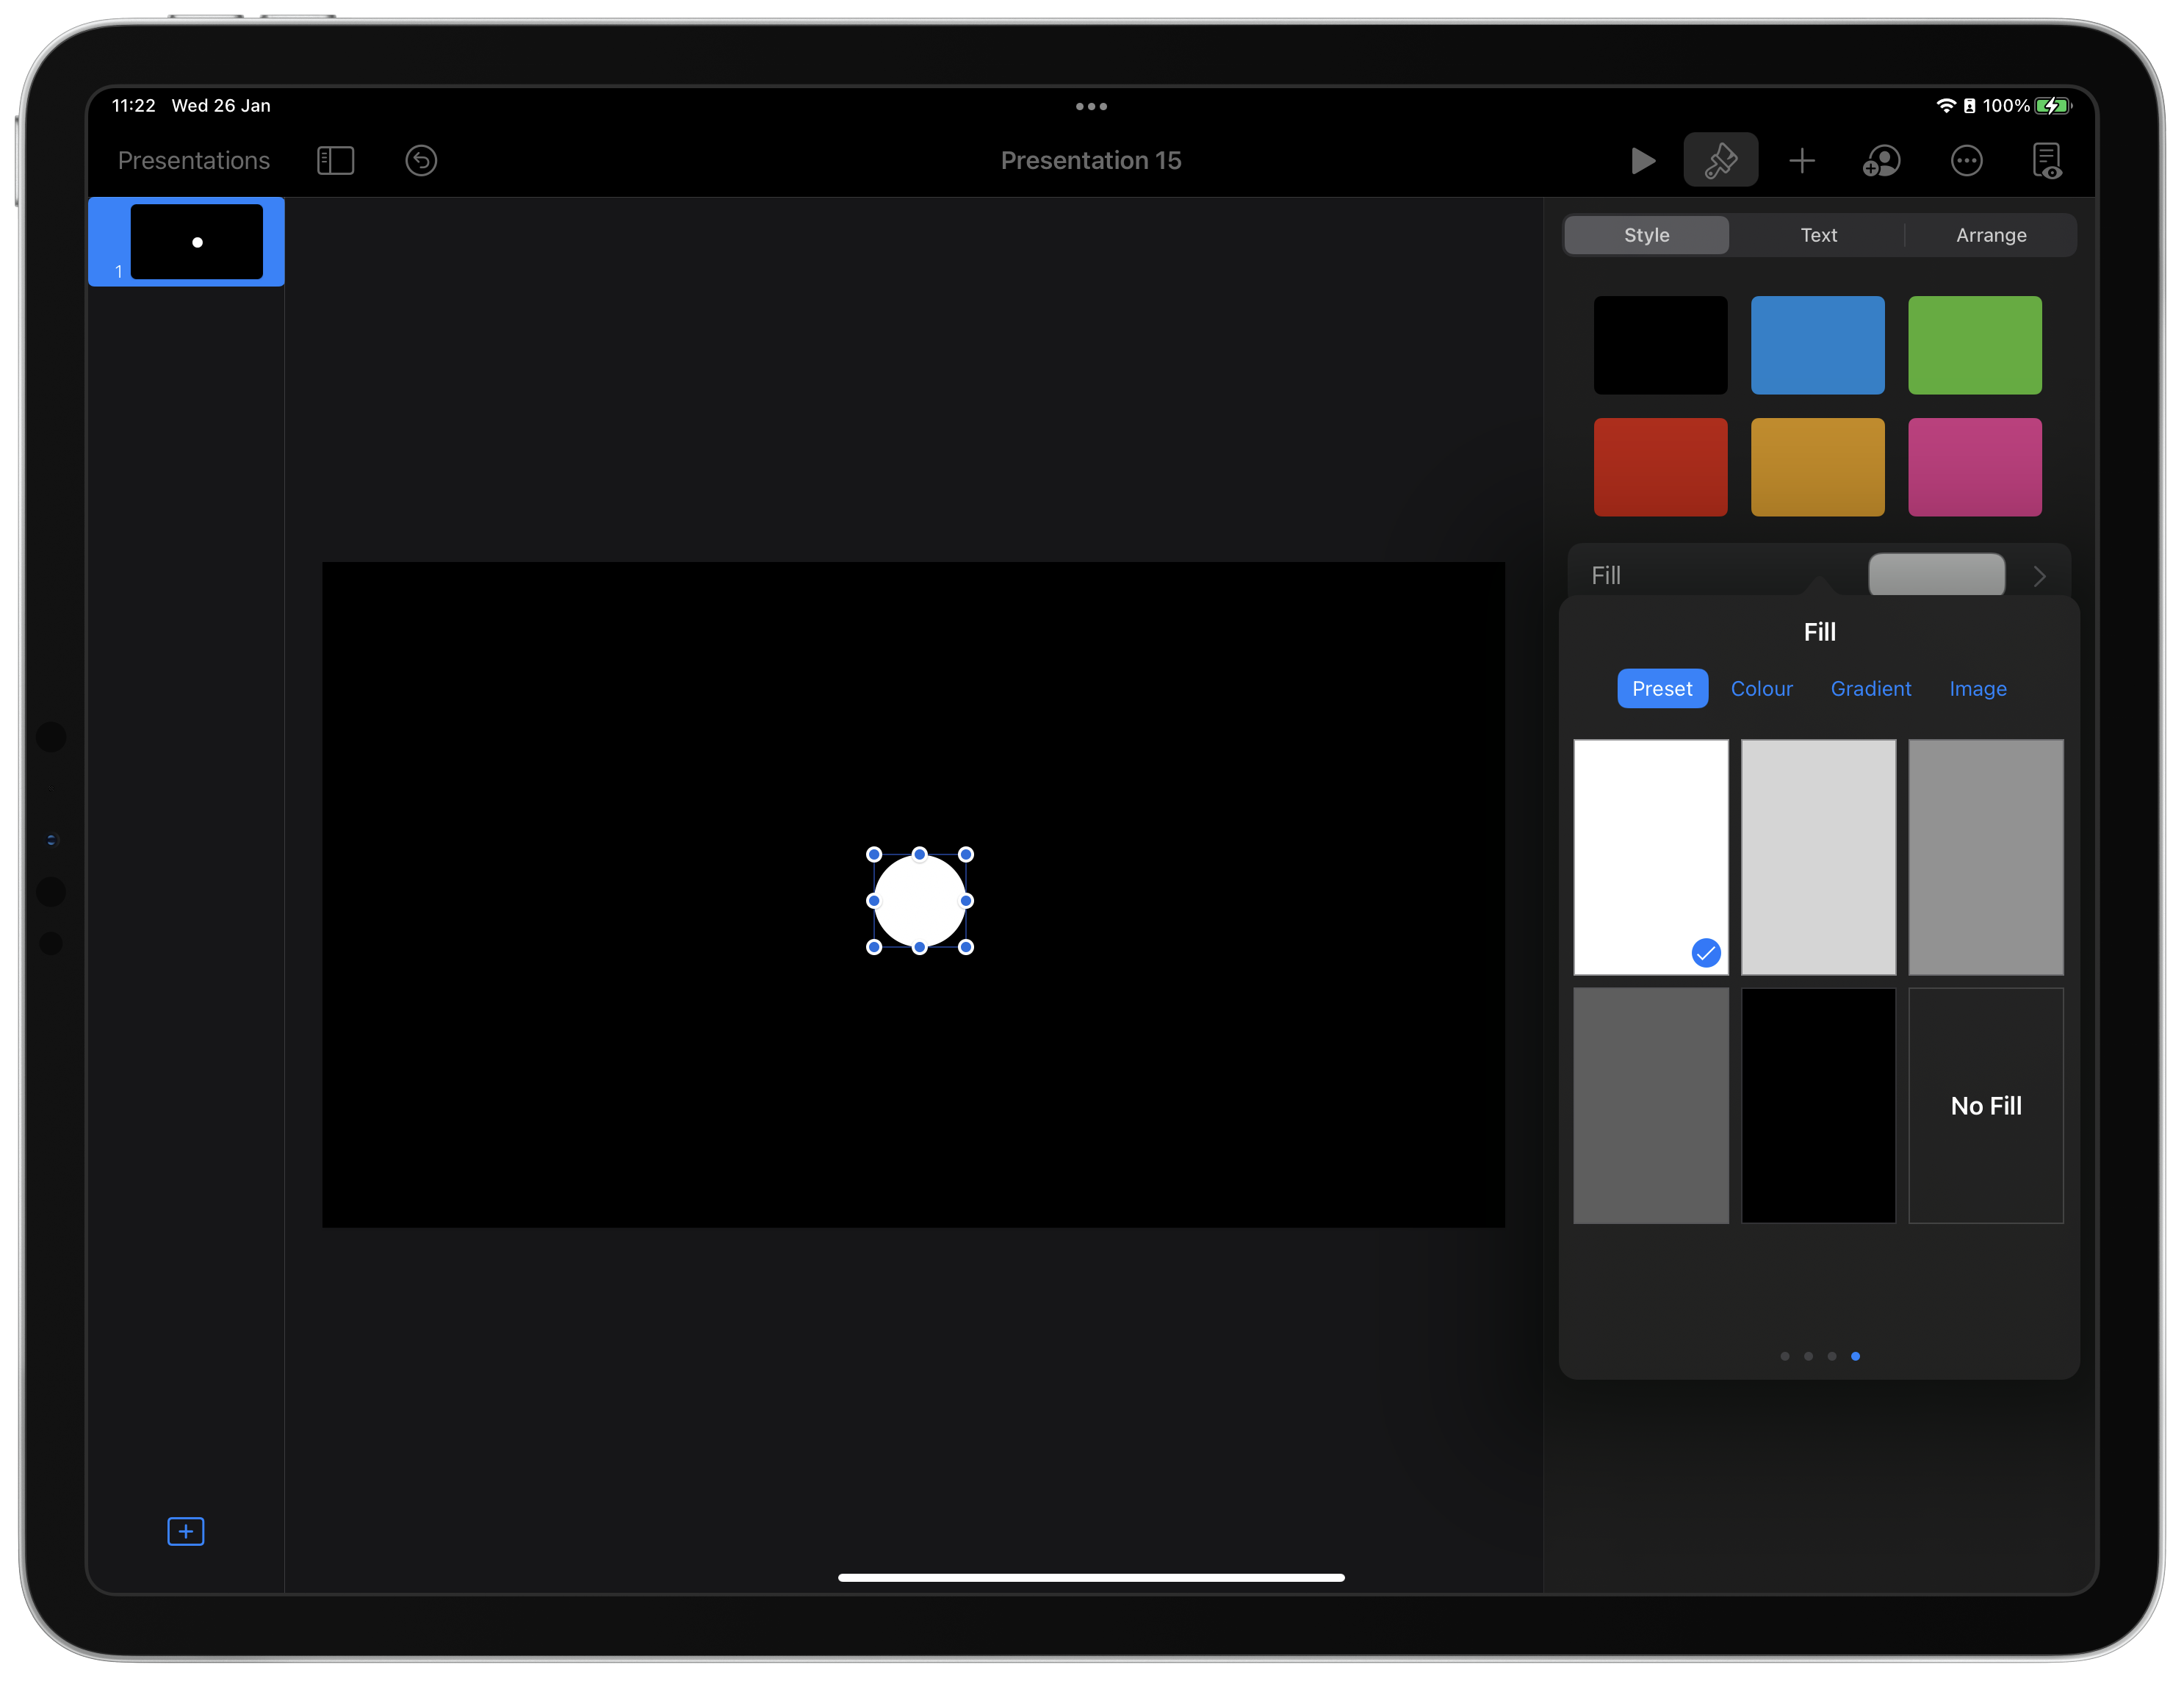 11:22 Wed 26 Jan
100%
Presentations
Presentation 15
1
Style
Text
Arrange
Fill
Fill
Preset
Colour
Gradient
Image
No Fill